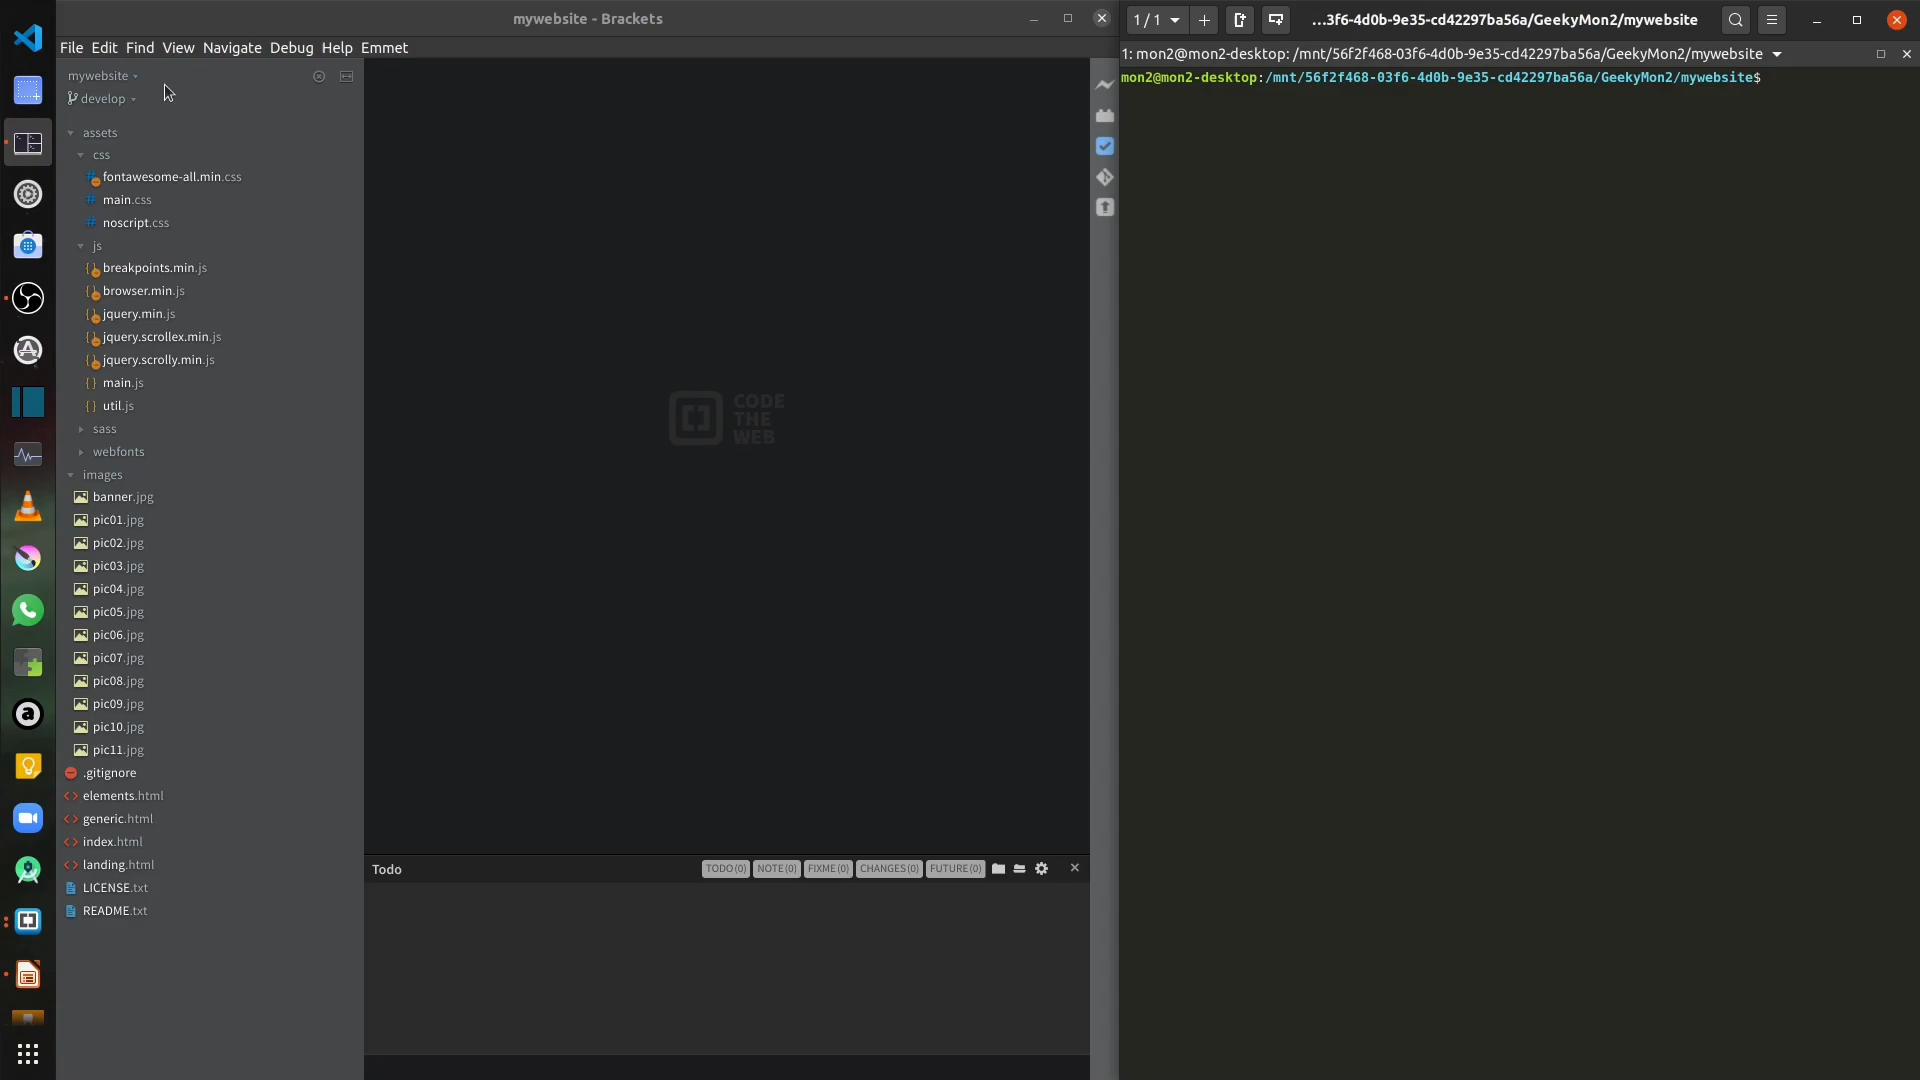 mywebsite - Brackets
File Edit Find View Navigate Debug Help Emmet
mywebsite
develop
assets
css
fontawesome-all.min.css
main.css
noscript.css
js
breakpoints.min.js
browser.min.js
jquery.min.js
jquery.scrollex.min.js
jquery.scrolly.min.js
main.js
util.js
sass
webfonts
images
banner.jpg
pic01.jpg
pic02.jpg
pic03.jpg
pic04.jpg
pic05.jpg
pic06.jpg
pic07.jpg
pic08.jpg
pic09.jpg
pic10.jpg
pic11.jpg
.gitignore
elements.html
generic.html
index.html
landing.html
LICENSE.txt
README.txt
CODE
THE
WEB
Todo TODO (0) NOTE (0) FIXME (0) CHANGES (0) FUTURE (0)
1 / 1 ...3f6-4d0b-9e35-cd42297ba56a/GeekyMon2/mywebsite
1: mon2@mon2-desktop: /mnt/56f2f468-03f6-4d0b-9e35-cd42297ba56a/GeekyMon2/mywebsite
mon2@mon2-desktop:/mnt/56f2f468-03f6-4d0b-9e35-cd42297ba56a/GeekyMon2/mywebsite$